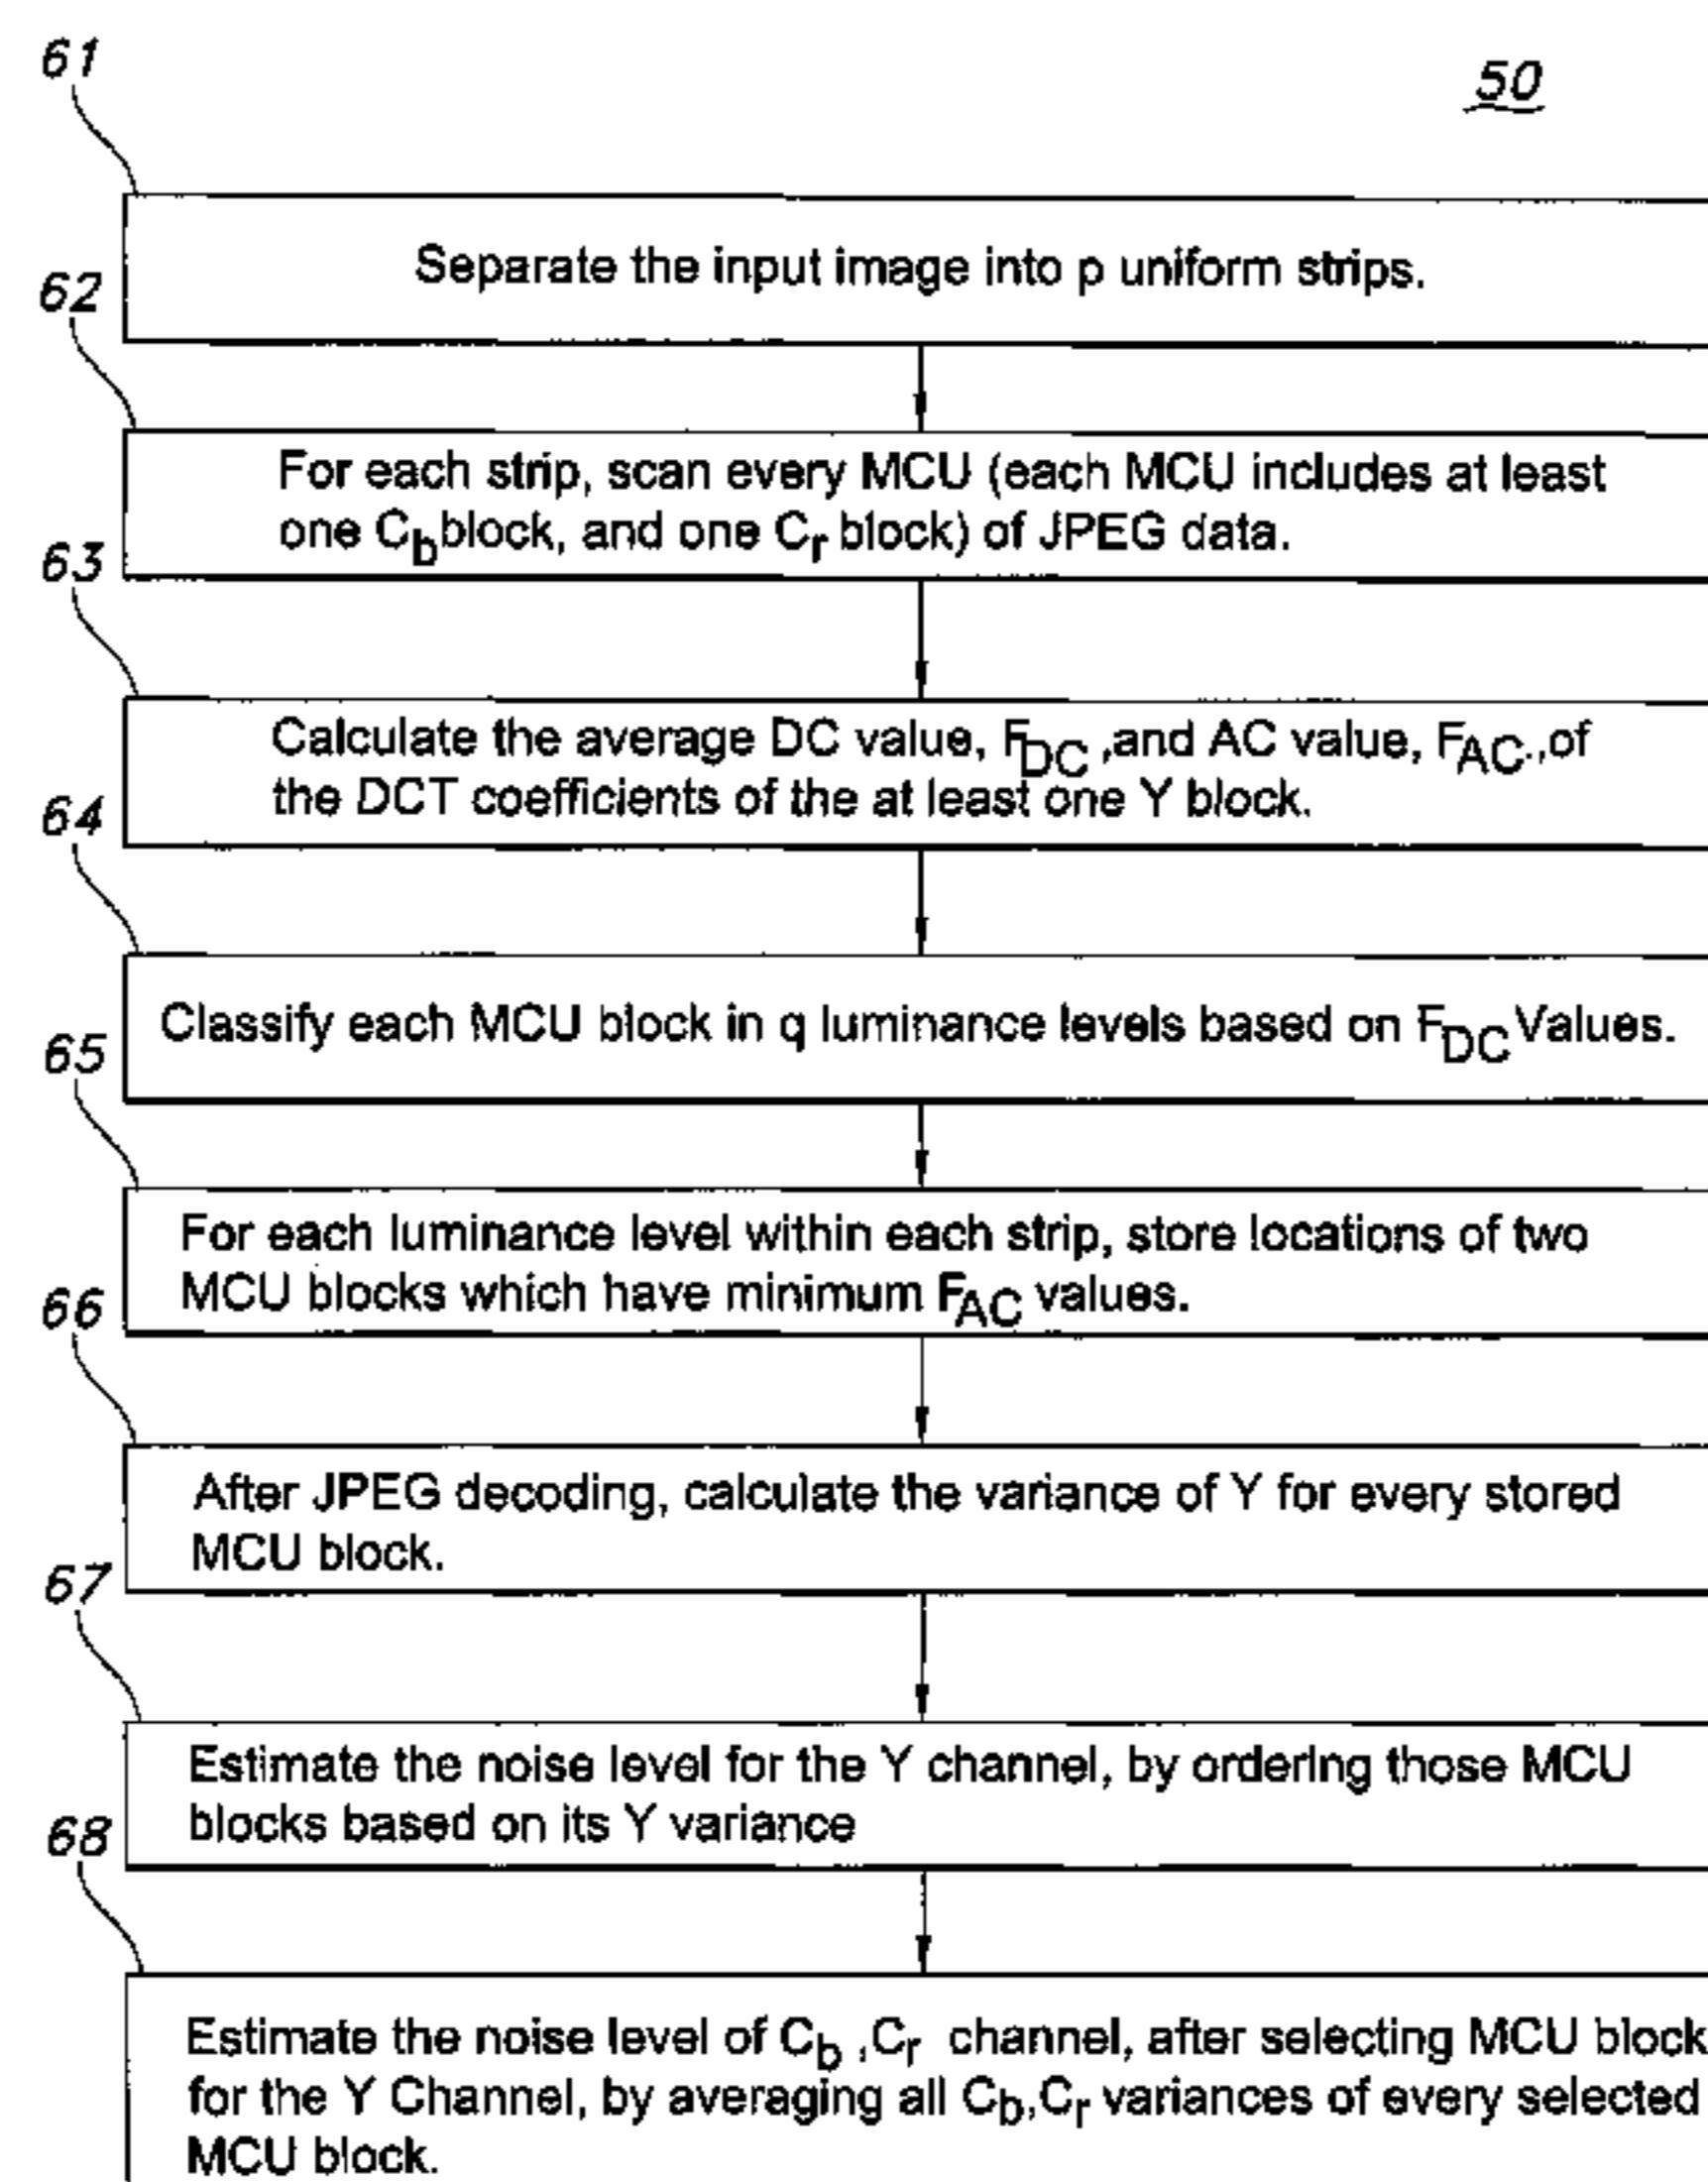 61
50
Separate the input image into p uniform strips.
62
For each strip, scan every MCU (each MCU includes at least
one Cb block, and one Cr block) of JPEG data.
63
Calculate the average DC value, FDC ,and AC value, FAC.,of
the DCT coefficients of the at least one Y block.
64
Classify each MCU block in q luminance levels based on FDC Values.
65
For each luminance level within each strip, store locations of two
MCU blocks which have minimum FAC values.
66
After JPEG decoding, calculate the variance of Y for every stored
MCU block.
67
Estimate the noise level for the Y channel, by ordering those MCU
blocks based on its Y variance
68
Estimate the noise level of Cb ,Cr channel, after selecting MCU block
for the Y Channel, by averaging all Cb,Cr variances of every selected
MCU block.